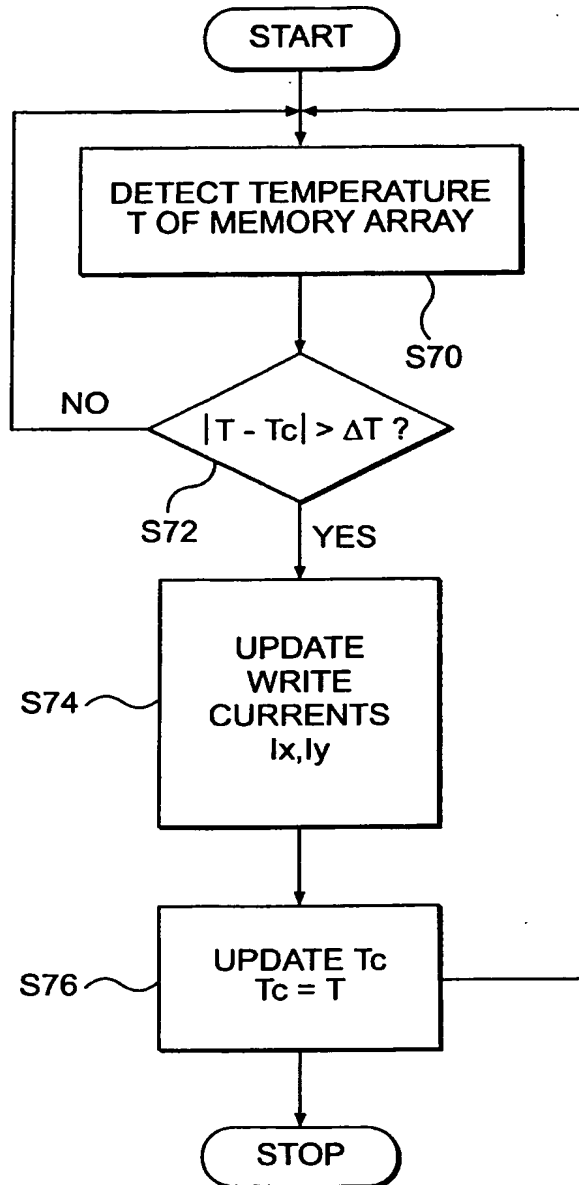 START
DETECT TEMPERATURE
T OF MEMORY ARRAY
S70
NO
|T - Tc| > ΔT ?
S72
YES
UPDATE
WRITE
CURRENTS
Ix,Iy
S74
UPDATE Tc
Tc = T
S76
STOP